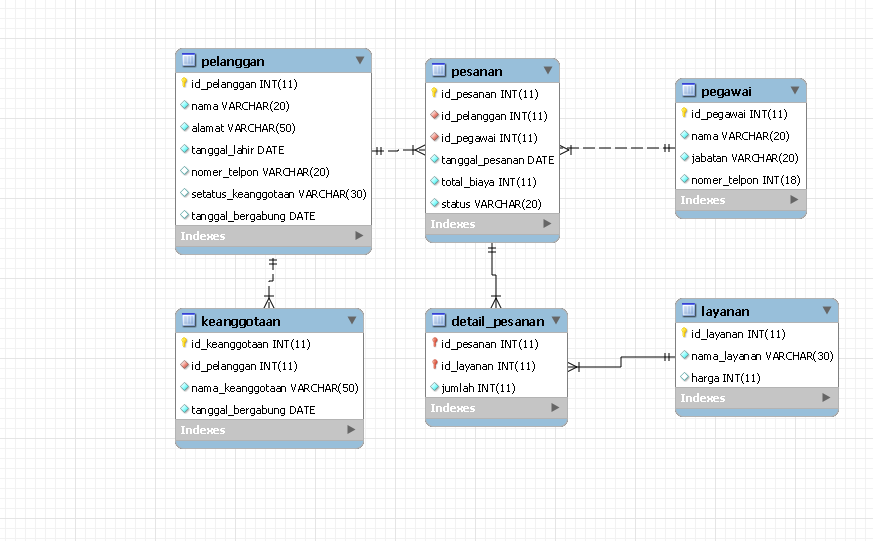 pelanggan
id_pelanggan INT(11)
nama VARCHAR(20)
alamat VARCHAR(50)
tanggal_lahir DATE
nomer_telpon VARCHAR(20)
setatus_keanggotaan VARCHAR(30)
tanggal_bergabung DATE
Indexes
pesanan
id_pesanan INT(11)
id_pelanggan INT(11)
id_pegawai INT(11)
tanggal_pesanan DATE
total_biaya INT(11)
status VARCHAR(20)
Indexes
pegawai
id_pegawai INT(11)
nama VARCHAR(20)
jabatan VARCHAR(20)
nomer_telpon INT(18)
Indexes
keanggotaan
id_keanggotaan INT(11)
id_pelanggan INT(11)
nama_keanggotaan VARCHAR(50)
tanggal_bergabung DATE
Indexes
detail_pesanan
id_pesanan INT(11)
id_layanan INT(11)
jumlah INT(11)
Indexes
layanan
id_layanan INT(11)
nama_layanan VARCHAR(30)
harga INT(11)
Indexes